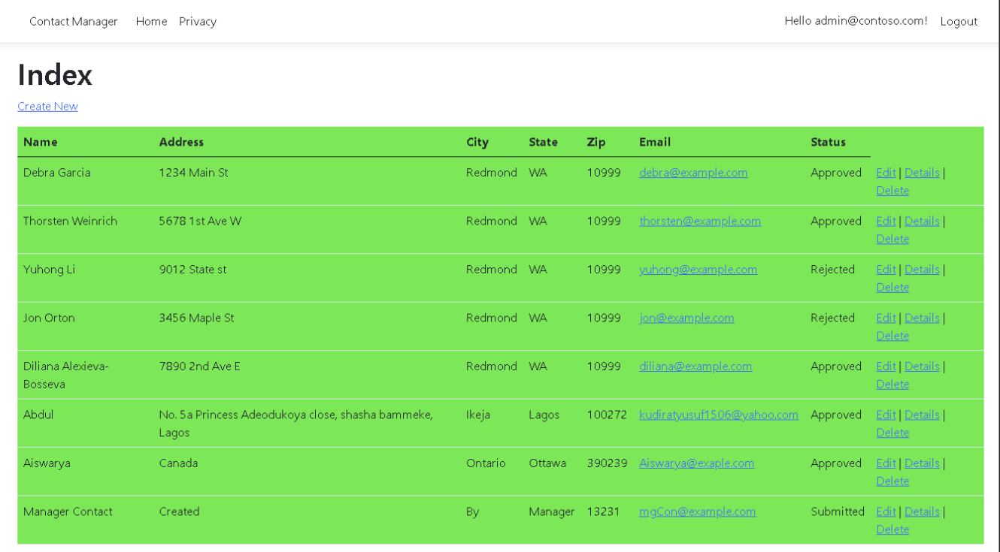 Contact Manager Home Privacy Hello admin@contoso.com! Logout
Index
Create New
Name Address City State Zip Email Status
Debra Garcia 1234 Main St Redmond WA 10999 debra@example.com Approved Edit | Details |
Delete
Thorsten Weinrich 5678 1st Ave W Redmond WA 10999 thorsten@example.com Approved Edit | Details |
Delete
Yuhong Li 9012 State st Redmond WA 10999 yuhong@example.com Rejected Edit | Details |
Delete
Jon Orton 3456 Maple St Redmond WA 10999 jon@example.com Rejected Edit | Details |
Delete
Diliana Alexieva- 7890 2nd Ave E Redmond WA 10999 diliana@example.com Approved Edit | Details |
Bosseva Delete
Abdul No. 5a Princess Adeodukoya close, shasha bammeke, Ikeja Lagos 100272 kudiratyusuf1506@yahoo.com Approved Edit | Details |
Lagos Delete
Aiswarya Canada Ontario Ottawa 390239 Aiswarya@exaple.com Approved Edit | Details |
Delete
Manager Contact Created By Manager 13231 mgCon@example.com Submitted Edit | Details |
Delete